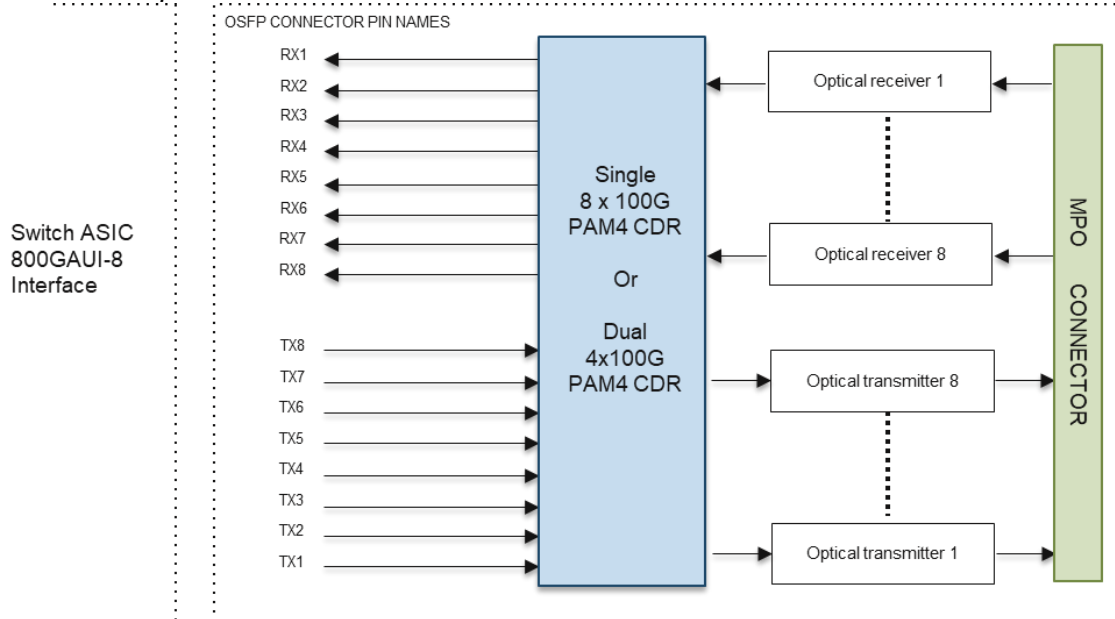 OSFP CONNECTOR PIN NAMES
RX1
RX2
RX3
RX4
RX5
RX6
RX7
RX8
TX8
TX7
TX6
TX5
TX4
TX3
TX2
TX1
Switch ASIC
800GAUI-8
Interface
Single
8 x 100G
PAM4 CDR
Or
Dual
4x100G
PAM4 CDR
Optical receiver 1
Optical receiver 8
Optical transmitter 8
Optical transmitter 1
MPO CONNECTOR